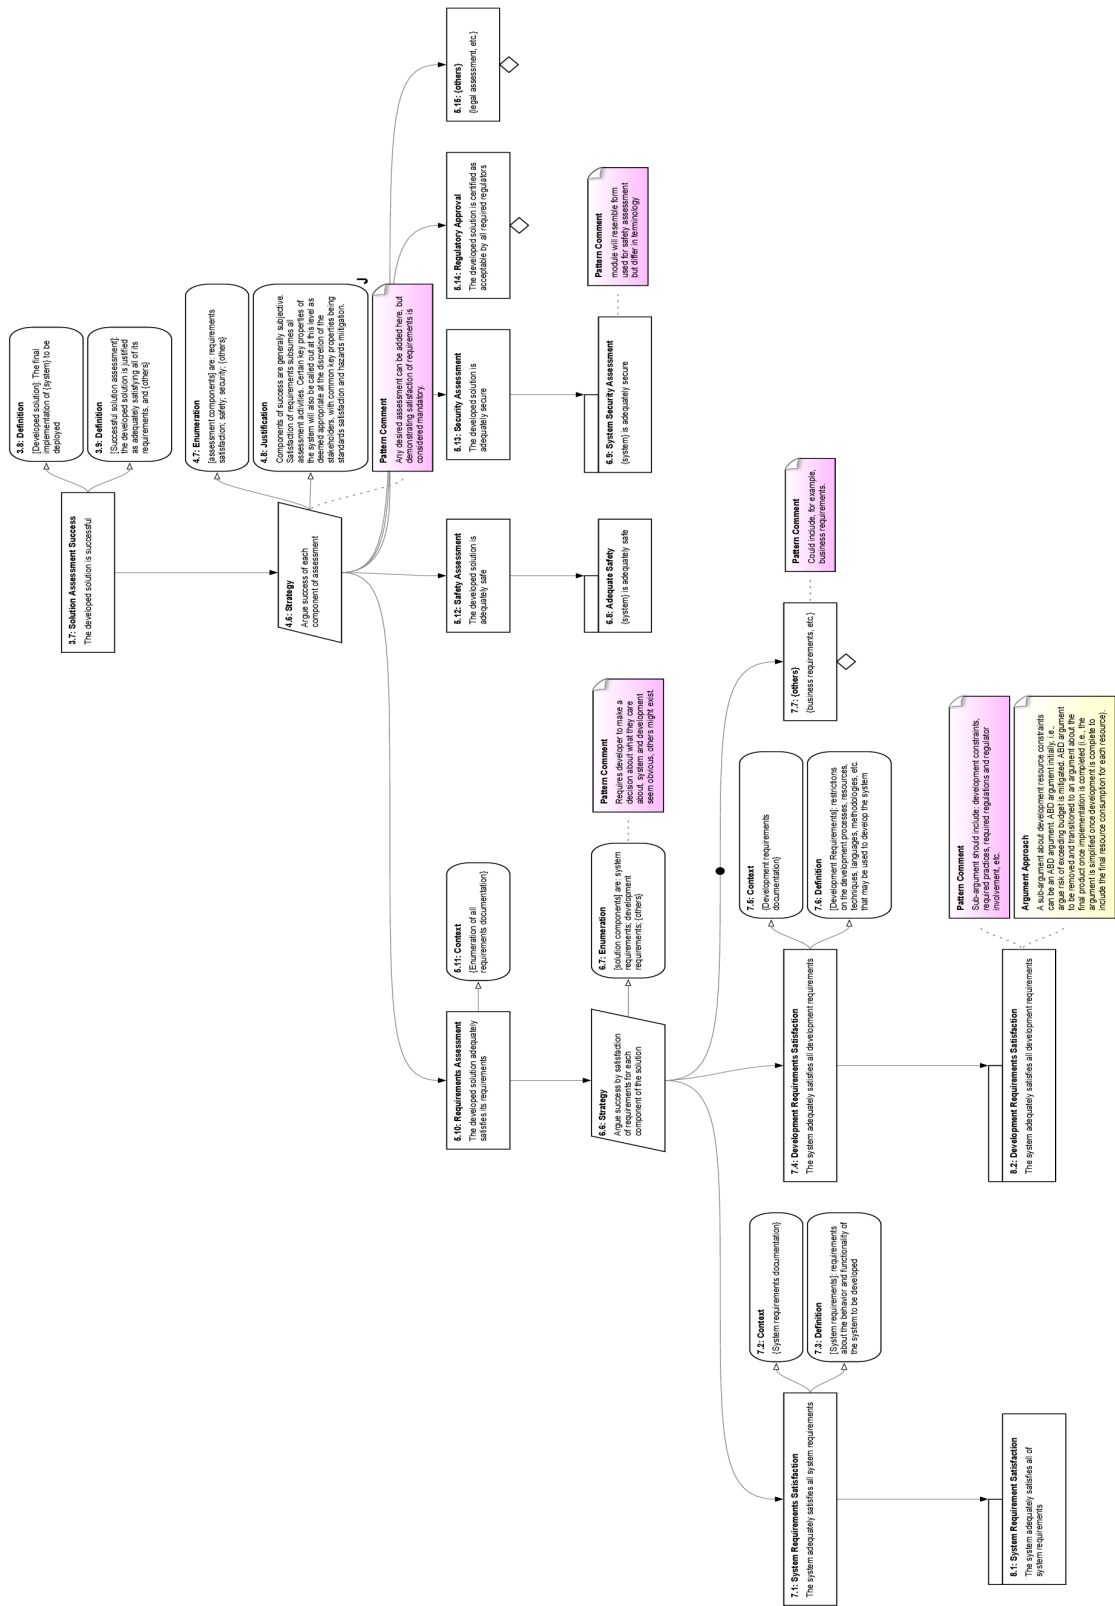 3.7: Solution Assessment Success
The developed solution is successful
3.8: Definition
[Developed solution]: The final
implementation of {system} to be
deployed
3.9: Definition
[Successful solution assessment]:
the developed solution is justified
as adequately satisfying all of its
requirements, and {others}
4.6: Strategy
Argue success of each
component of assessment
4.7: Enumeration
[assessment components] are: requirements
satisfaction; safety; security; {others}
4.8: Justification
Components of success are generally subjective.
Satisfaction of requirements subsumes all
assessment activities. Certain key properties of
the system will also be called out at this level as
deemed appropriate at the discretion of the
stakeholders, with common key properties being
standards satisfaction and hazards mitigation.
J
Pattern Comment
Any desired assessment can be added here, but
demonstrating satisfaction of requirements is
considered mandatory.
5.10: Requirements Assessment
The developed solution adequately
satisfies its requirements
5.11: Context
{Enumeration of all
requirements documentation}
5.12: Safety Assessment
The developed solution is
adequately safe
5.13: Security Assessment
The developed solution is
adequately secure
5.14: Regulatory Approval
The developed solution is certified as
acceptable by all required regulators
5.15: {others}
{legal assessment, etc.}
6.6: Strategy
Argue success by satisfaction
of requirements for each
component of the solution
6.7: Enumeration
[solution components] are: system
requirements; development
requirements; {others}
Pattern Comment
Requires developer to make a
decision about what they care
about, system and development
seem obvious, others might exist.
6.8: Adequate Safety
{system} is adequately safe
6.9: System Security Assessment
{system} is adequately secure
Pattern Comment
module will resemble form
used for safety assessment
but differ in terminology
7.1: System Requirements Satisfaction
The system adequately satisfies all system requirements
7.2: Context
{System requirements documentation}
7.3: Definition
[System requirements]: requirements
about the behavior and functionality of
the system to be developed
7.4: Development Requirements Satisfaction
The system adequately satisfies all development requirements
7.5: Context
{Development requirements
documentation}
7.6: Definition
[Development Requirements]: restrictions
on the development processes, resources,
techniques, languages, methodologies, etc.
that may be used to develop the system
7.7: {others}
{business requirements, etc.}
Pattern Comment
Could include, for example,
business requirements.
8.1: System Requirement Satisfaction
The system adequately satisfies all of
system requirements
8.2: Development Requirements Satisfaction
The system adequately satisfies all development requirements
Pattern Comment
Sub-argument should include: development constraints,
required practices, required regulations and regulator
involvement, etc.
Argument Approach
A sub-argument about development resource constraints
can be an ABD argument initially; i.e.,
argue risk of exceeding budget is mitigated. ABD argument
to be removed and transitioned to an argument about the
final product once implementation is completed (i.e., the
argument is simplified once development is complete to
include the final resource consumption for each resource).